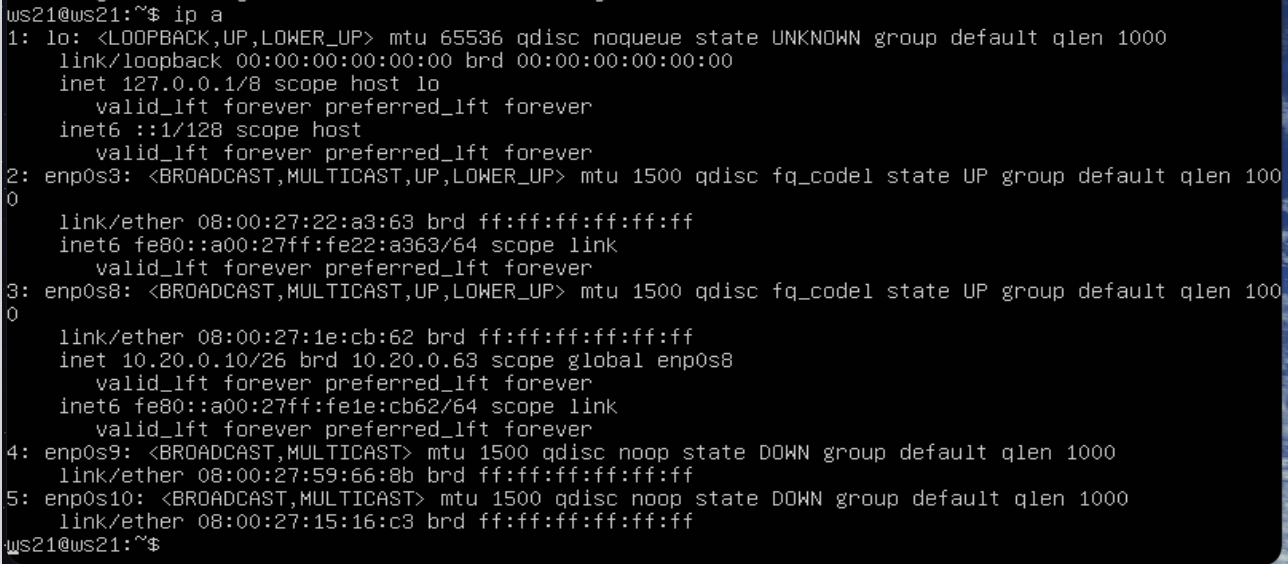 ws21@ws21:~$ ip a
1: lo: <LOOPBACK,UP,LOWER_UP> mtu 65536 qdisc noqueue state UNKNOWN group default qlen 1000
    link/loopback 00:00:00:00:00:00 brd 00:00:00:00:00:00
    inet 127.0.0.1/8 scope host lo
       valid_lft forever preferred_lft forever
    inet6 ::1/128 scope host
       valid_lft forever preferred_lft forever
2: enp0s3: <BROADCAST,MULTICAST,UP,LOWER_UP> mtu 1500 qdisc fq_codel state UP group default qlen 100
0
    link/ether 08:00:27:22:a3:63 brd ff:ff:ff:ff:ff:ff
    inet6 fe80::a00:27ff:fe22:a363/64 scope link
       valid_lft forever preferred_lft forever
3: enp0s8: <BROADCAST,MULTICAST,UP,LOWER_UP> mtu 1500 qdisc fq_codel state UP group default qlen 100
0
    link/ether 08:00:27:1e:cb:62 brd ff:ff:ff:ff:ff:ff
    inet 10.20.0.10/26 brd 10.20.0.63 scope global enp0s8
       valid_lft forever preferred_lft forever
    inet6 fe80::a00:27ff:fe1e:cb62/64 scope link
       valid_lft forever preferred_lft forever
4: enp0s9: <BROADCAST,MULTICAST> mtu 1500 qdisc noop state DOWN group default qlen 1000
    link/ether 08:00:27:59:66:8b brd ff:ff:ff:ff:ff:ff
5: enp0s10: <BROADCAST,MULTICAST> mtu 1500 qdisc noop state DOWN group default qlen 1000
    link/ether 08:00:27:15:16:c3 brd ff:ff:ff:ff:ff:ff
ws21@ws21:~$